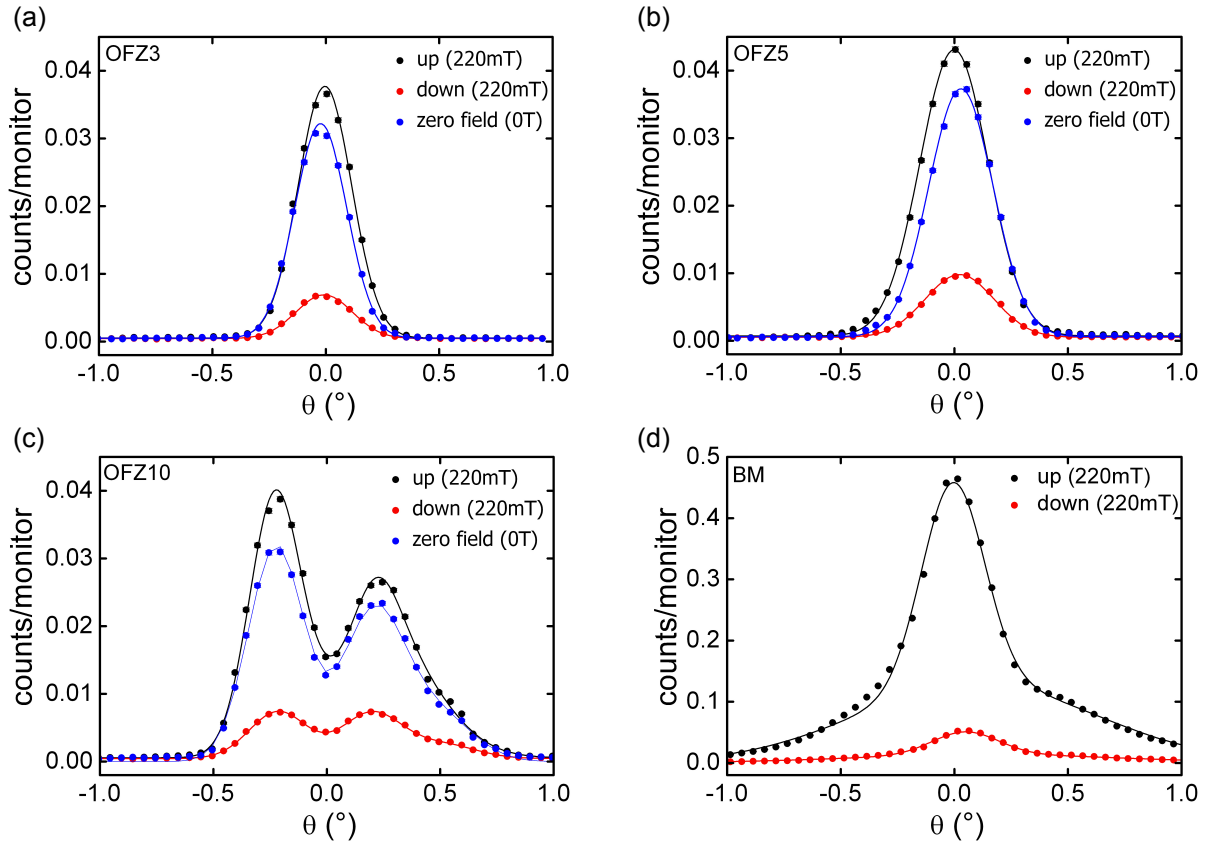 (a)
OFZ3
up (220mT)
down (220mT)
zero field (0T)
counts/monitor
0.04
0.03
0.02
0.01
0.00
-1.0 -0.5 0.0 0.5 1.0
θ (°)
(b)
OFZ5
up (220mT)
down (220mT)
zero field (0T)
counts/monitor
0.04
0.03
0.02
0.01
0.00
-1.0 -0.5 0.0 0.5 1.0
θ (°)
(c)
OFZ10
up (220mT)
down (220mT)
zero field (0T)
counts/monitor
0.04
0.03
0.02
0.01
0.00
-1.0 -0.5 0.0 0.5 1.0
θ (°)
(d)
BM
up (220mT)
down (220mT)
counts/monitor
0.5
0.4
0.3
0.2
0.1
0.0
-1.0 -0.5 0.0 0.5 1.0
θ (°)